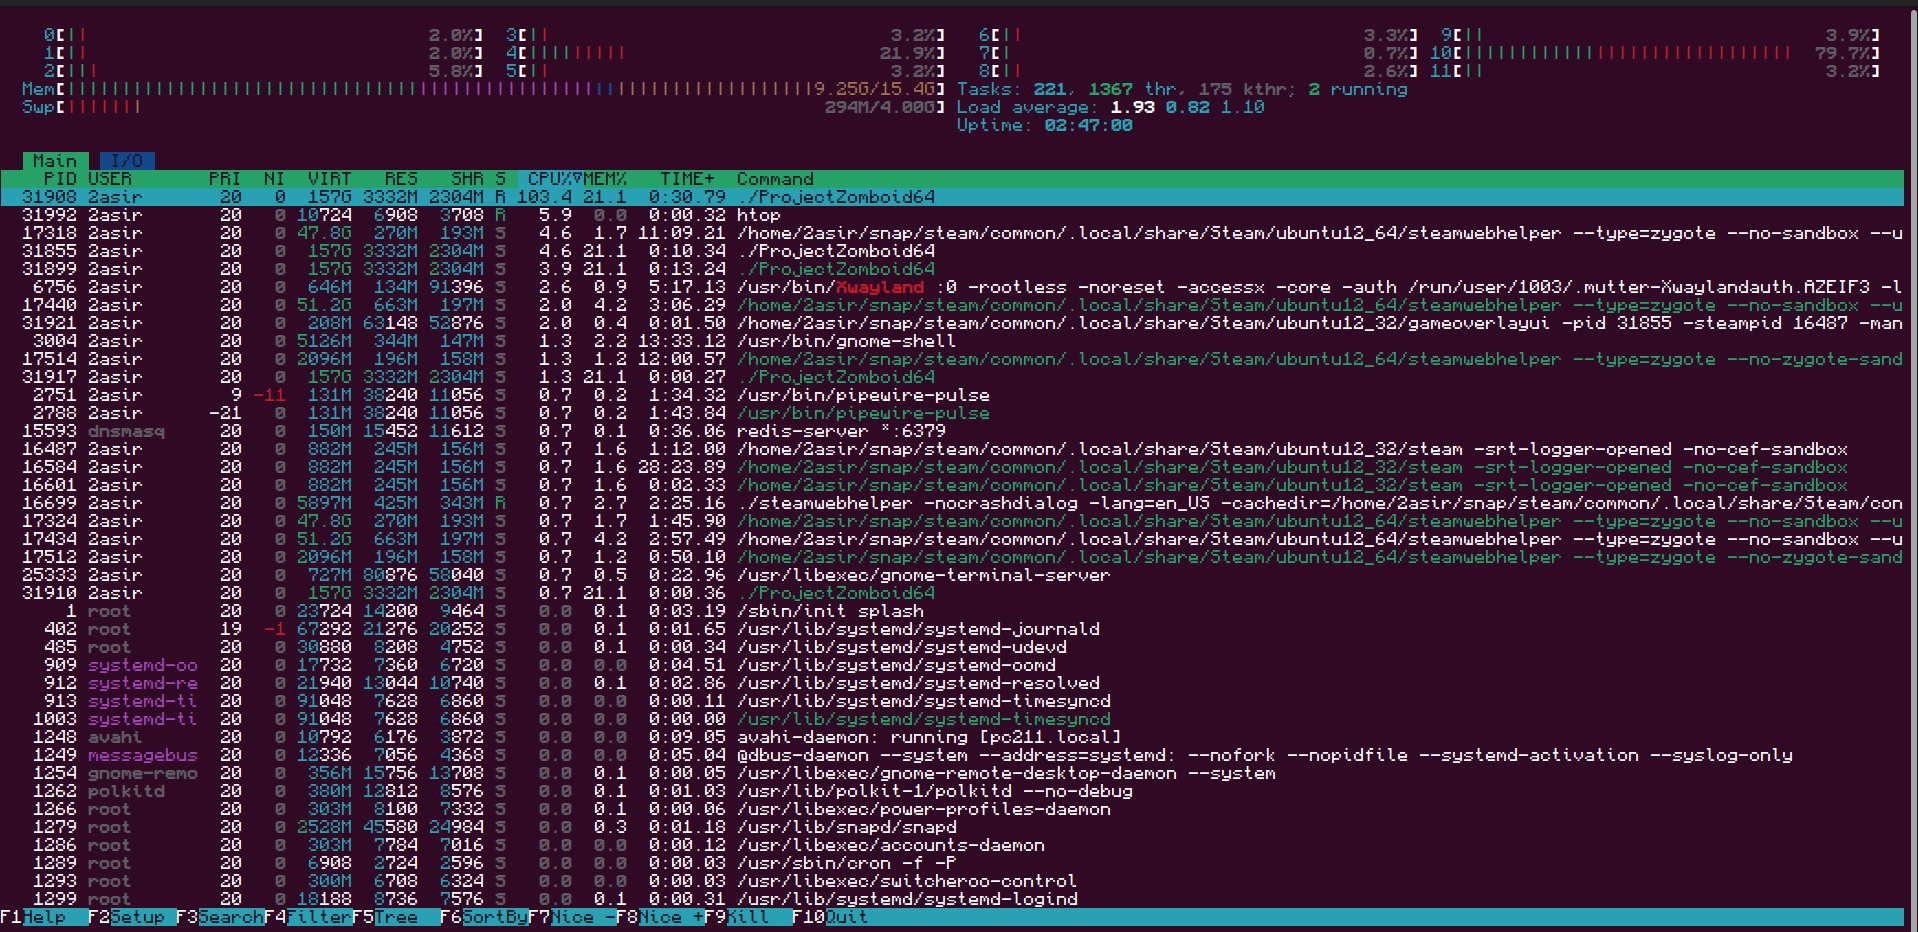 0[|| 2.0%] 3[|| 3.2%] 6[|| 3.3%] 9[|| 3.9%]
1[|| 2.0%] 4[||||||||| 21.9%] 7[| 0.7%] 10[|||||||||||||||||||||||||||||| 79.7%]
2[||| 5.8%] 5[|| 3.2%] 8[|| 2.6%] 11[|| 3.2%]
Mem[||||||||||||||||||||||||||||||||||||||||||||||||||||||||||||||||||||9.25G/15.4G] Tasks: 221, 1367 thr, 175 kthr; 2 running
Swp[||||||| 294M/4.00G] Load average: 1.93 0.82 1.10
Uptime: 02:47:00
Main I/O
PID USER PRI NI VIRT RES SHR S CPU%▽MEM% TIME+ Command
31908 2asir 20 0 157G 3332M 2304M R 103.4 21.1 0:30.79 ./ProjectZomboid64
31992 2asir 20 0 10724 6908 3708 R 5.9 0.0 0:00.32 htop
17318 2asir 20 0 47.8G 270M 193M S 4.6 1.7 11:09.21 /home/2asir/snap/steam/common/.local/share/Steam/ubuntu12_64/steamwebhelper --type=zygote --no-sandbox --u
31855 2asir 20 0 157G 3332M 2304M S 4.6 21.1 0:10.34 ./ProjectZomboid64
31899 2asir 20 0 157G 3332M 2304M S 3.9 21.1 0:13.24 ./ProjectZomboid64
6756 2asir 20 0 646M 134M 91396 S 2.6 0.9 5:17.13 /usr/bin/Xwayland :0 -rootless -noreset -accessx -core -auth /run/user/1003/.mutter-Xwaylandauth.AZEIF3 -l
17440 2asir 20 0 51.2G 663M 197M S 2.0 4.2 3:06.29 /home/2asir/snap/steam/common/.local/share/Steam/ubuntu12_64/steamwebhelper --type=zygote --no-sandbox --u
31921 2asir 20 0 208M 63148 52876 S 2.0 0.4 0:01.50 /home/2asir/snap/steam/common/.local/share/Steam/ubuntu12_32/gameoverlayui -pid 31855 -steampid 16487 -man
3004 2asir 20 0 5126M 344M 147M S 1.3 2.2 13:33.12 /usr/bin/gnome-shell
17514 2asir 20 0 2096M 196M 158M S 1.3 1.2 12:00.57 /home/2asir/snap/steam/common/.local/share/Steam/ubuntu12_64/steamwebhelper --type=zygote --no-zygote-sand
31917 2asir 20 0 157G 3332M 2304M S 1.3 21.1 0:00.27 ./ProjectZomboid64
2751 2asir 9 -11 131M 38240 11056 S 0.7 0.2 1:34.32 /usr/bin/pipewire-pulse
2788 2asir -21 0 131M 38240 11056 S 0.7 0.2 1:43.84 /usr/bin/pipewire-pulse
15593 dnsmasq 20 0 150M 15452 11612 S 0.7 0.1 0:36.06 redis-server *:6379
16487 2asir 20 0 882M 245M 156M S 0.7 1.6 1:12.00 /home/2asir/snap/steam/common/.local/share/Steam/ubuntu12_32/steam -srt-logger-opened -no-cef-sandbox
16584 2asir 20 0 882M 245M 156M S 0.7 1.6 28:23.89 /home/2asir/snap/steam/common/.local/share/Steam/ubuntu12_32/steam -srt-logger-opened -no-cef-sandbox
16601 2asir 20 0 882M 245M 156M S 0.7 1.6 0:02.33 /home/2asir/snap/steam/common/.local/share/Steam/ubuntu12_32/steam -srt-logger-opened -no-cef-sandbox
16699 2asir 20 0 5897M 425M 343M R 0.7 2.7 2:25.16 ./steamwebhelper -nocrashdialog -lang=en_US -cachedir=/home/2asir/snap/steam/common/.local/share/Steam/con
17324 2asir 20 0 47.8G 270M 193M S 0.7 1.7 1:45.90 /home/2asir/snap/steam/common/.local/share/Steam/ubuntu12_64/steamwebhelper --type=zygote --no-sandbox --u
17434 2asir 20 0 51.2G 663M 197M S 0.7 4.2 2:57.49 /home/2asir/snap/steam/common/.local/share/Steam/ubuntu12_64/steamwebhelper --type=zygote --no-sandbox --u
17512 2asir 20 0 2096M 196M 158M S 0.7 1.2 0:50.10 /home/2asir/snap/steam/common/.local/share/Steam/ubuntu12_64/steamwebhelper --type=zygote --no-zygote-sand
25333 2asir 20 0 727M 80876 58040 S 0.7 0.5 0:22.96 /usr/libexec/gnome-terminal-server
31910 2asir 20 0 157G 3332M 2304M S 0.7 21.1 0:00.36 ./ProjectZomboid64
1 root 20 0 23724 14200 9464 S 0.0 0.1 0:03.19 /sbin/init splash
402 root 19 -1 67292 21276 20252 S 0.0 0.1 0:01.65 /usr/lib/systemd/systemd-journald
485 root 20 0 30880 8208 4752 S 0.0 0.1 0:00.34 /usr/lib/systemd/systemd-udevd
909 systemd-oo 20 0 17732 7360 6720 S 0.0 0.0 0:04.51 /usr/lib/systemd/systemd-oomd
912 systemd-re 20 0 21940 13044 10740 S 0.0 0.1 0:02.86 /usr/lib/systemd/systemd-resolved
913 systemd-ti 20 0 91048 7628 6860 S 0.0 0.0 0:00.11 /usr/lib/systemd/systemd-timesyncd
1003 systemd-ti 20 0 91048 7628 6860 S 0.0 0.0 0:00.00 /usr/lib/systemd/systemd-timesyncd
1248 avahi 20 0 10792 6176 3872 S 0.0 0.0 0:09.05 avahi-daemon: running [pc211.local]
1249 messagebus 20 0 12336 7056 4368 S 0.0 0.0 0:05.04 @dbus-daemon --system --address=systemd: --nofork --nopidfile --systemd-activation --syslog-only
1254 gnome-remo 20 0 356M 15756 13708 S 0.0 0.1 0:00.05 /usr/libexec/gnome-remote-desktop-daemon --system
1262 polkitd 20 0 380M 12812 8576 S 0.0 0.1 0:01.03 /usr/lib/polkit-1/polkitd --no-debug
1266 root 20 0 303M 8100 7332 S 0.0 0.1 0:00.06 /usr/libexec/power-profiles-daemon
1279 root 20 0 2528M 45580 24984 S 0.0 0.3 0:01.18 /usr/lib/snapd/snapd
1286 root 20 0 303M 7784 7016 S 0.0 0.0 0:00.12 /usr/libexec/accounts-daemon
1289 root 20 0 6908 2724 2596 S 0.0 0.0 0:00.03 /usr/sbin/cron -f -P
1293 root 20 0 300M 6708 6324 S 0.0 0.0 0:00.03 /usr/libexec/switcheroo-control
1299 root 20 0 18188 8736 7576 S 0.0 0.1 0:00.31 /usr/lib/systemd/systemd-logind
F1Help F2Setup F3SearchF4FilterF5Tree F6SortByF7Nice -F8Nice +F9Kill F10Quit